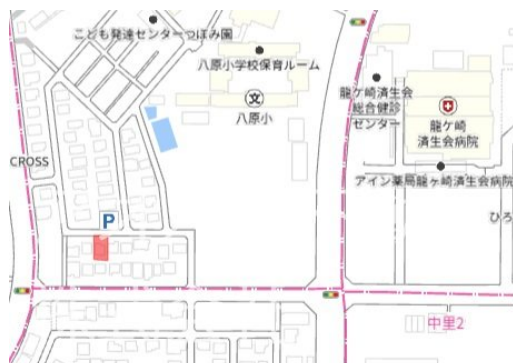 こども発達センターつぼみ園
八原小学校保育ルーム
文
八原小
龍ケ崎済生会
総合健診
センター
龍ケ崎
済生会病院
CROSS
アイン薬局龍ヶ崎済生会病院
ひろ
P
中里2